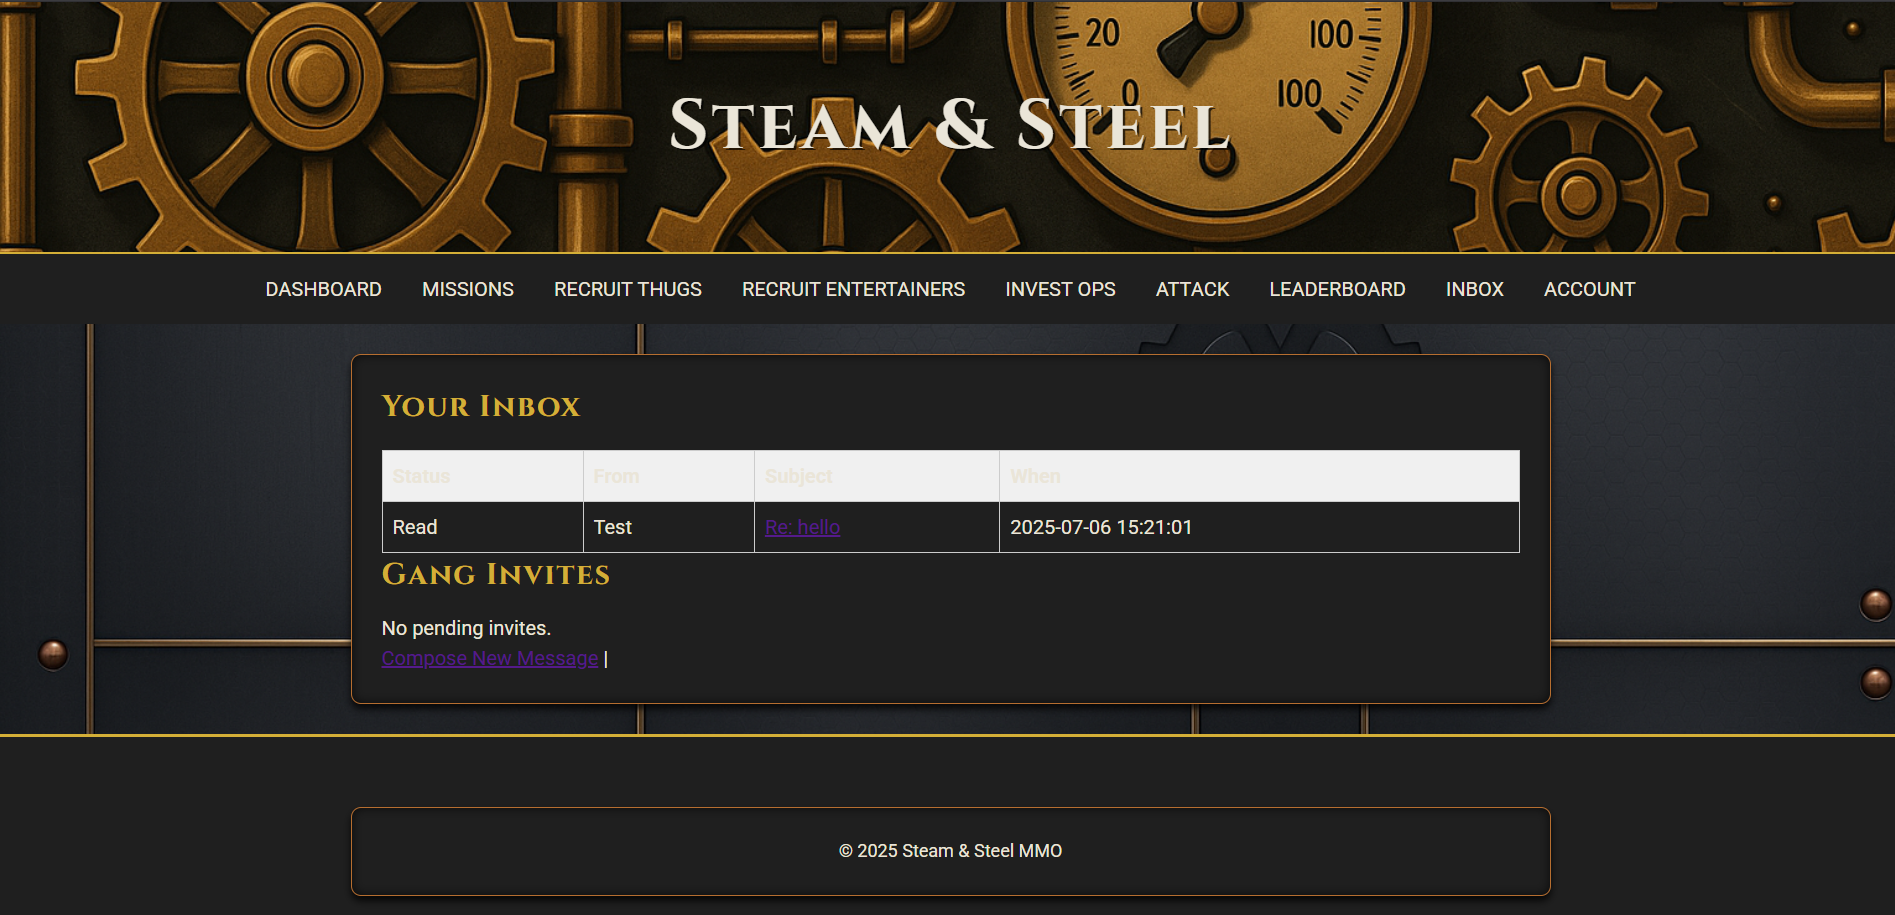 20
100
0
100
Steam & Steel
DASHBOARD MISSIONS RECRUIT THUGS RECRUIT ENTERTAINERS INVEST OPS ATTACK LEADERBOARD INBOX ACCOUNT
Your Inbox
Status From Subject When
Read Test Re: hello 2025-07-06 15:21:01
Gang Invites
No pending invites.
Compose New Message |
© 2025 Steam & Steel MMO